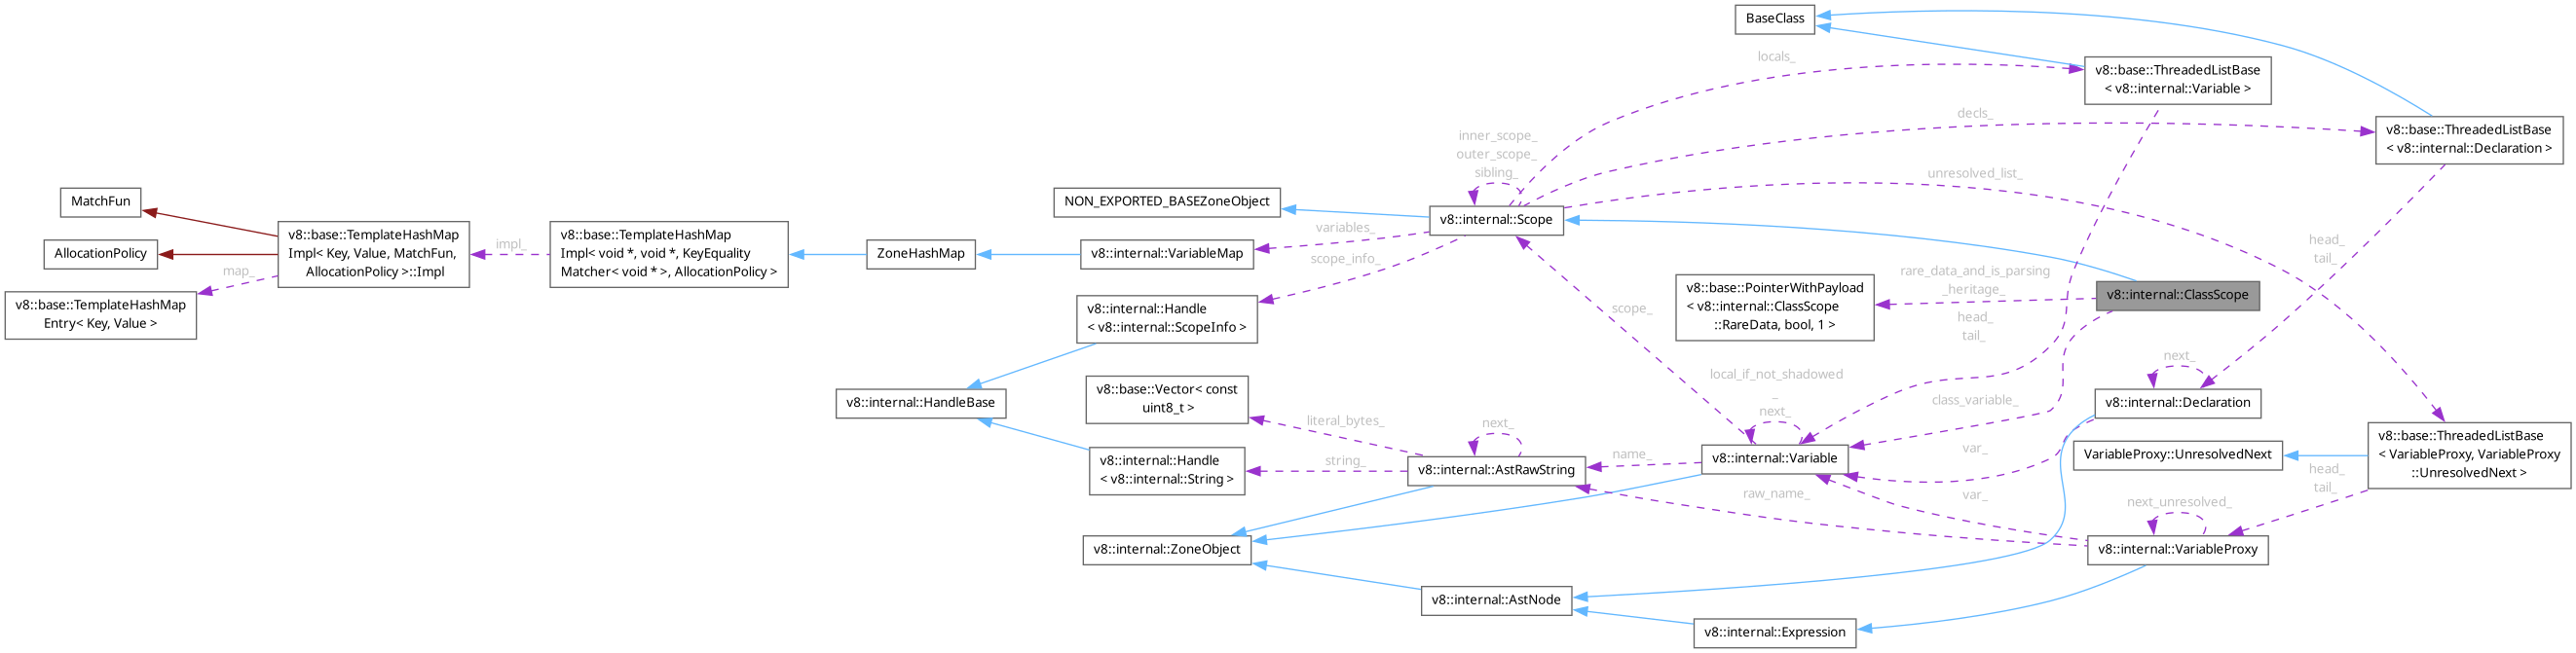 BaseClass
locals_
v8::base::ThreadedListBase
< v8::internal::Variable >
decls_
v8::base::ThreadedListBase
< v8::internal::Declaration >
inner_scope_
outer_scope_
sibling_
unresolved_list_
MatchFun
NON_EXPORTED_BASEZoneObject
v8::internal::Scope
v8::base::TemplateHashMap
Impl< Key, Value, MatchFun,
AllocationPolicy >::Impl
impl_
v8::base::TemplateHashMap
Impl< void *, void *, KeyEquality
Matcher< void * >, AllocationPolicy >
AllocationPolicy
ZoneHashMap
v8::internal::VariableMap
variables_
scope_info_
map_
v8::base::TemplateHashMap
Entry< Key, Value >
v8::internal::Handle
< v8::internal::ScopeInfo >
scope_
v8::base::PointerWithPayload
< v8::internal::ClassScope
::RareData, bool, 1 >
rare_data_and_is_parsing
_heritage_
v8::internal::ClassScope
head_
tail_
head_
tail_
v8::internal::HandleBase
v8::base::Vector< const
uint8_t >
literal_bytes_
next_
local_if_not_shadowed
_
next_
class_variable_
next_
v8::internal::Declaration
v8::internal::Handle
< v8::internal::String >
string_
v8::internal::AstRawString
name_
v8::internal::Variable
var_
VariableProxy::UnresolvedNext
v8::base::ThreadedListBase
< VariableProxy, VariableProxy
::UnresolvedNext >
head_
tail_
raw_name_
var_
next_unresolved_
v8::internal::VariableProxy
v8::internal::ZoneObject
v8::internal::AstNode
v8::internal::Expression